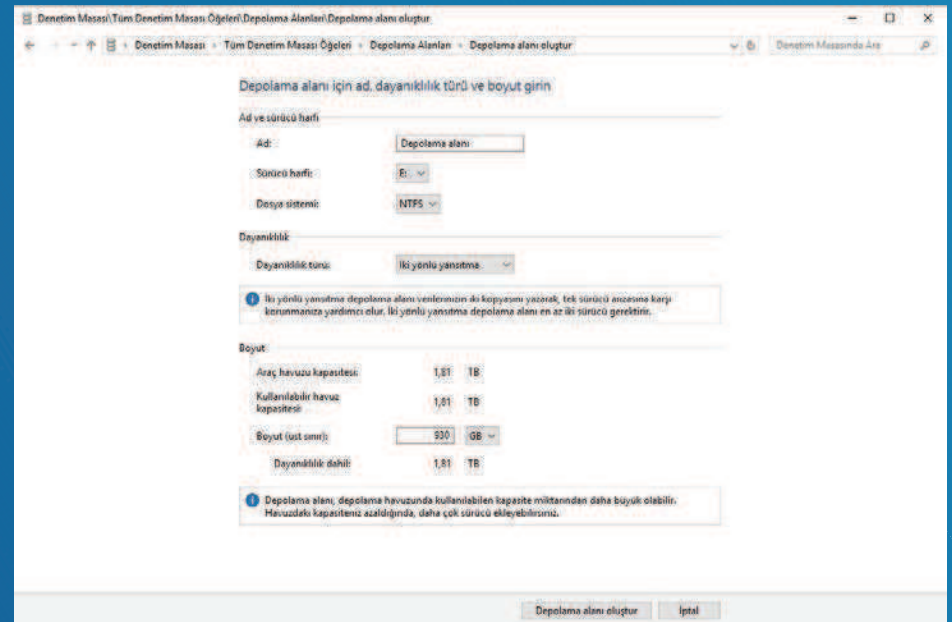 Denetim Masası\Tüm Denetim Masası Öğeleri\Depolama Alanları\Depolama alanı oluştur
Denetim Masası > Tüm Denetim Masası Öğeleri > Depolama Alanları > Depolama alanı oluştur
Denetim Masasında Ara
Depolama alanı için ad, dayanıklılık türü ve boyut girin
Ad ve sürücü harfi
Ad: Depolama alanı
Sürücü harfi: E:
Dosya sistemi: NTFS
Dayanıklılık
Dayanıklılık türü: İki yönlü yansıtma
İki yönlü yansıtma depolama alanı verilerinizin iki kopyasını yazarak, tek sürücü arızasına karşı
korunmanıza yardımcı olur. İki yönlü yansıtma depolama alanı en az iki sürücü gerektirir.
Boyut
Araç havuzu kapasitesi: 1,81 TB
Kullanılabilir havuz
kapasitesi: 1,81 TB
Boyut (üst sınır): 930 GB
Dayanıklılık dahil: 1,81 TB
Depolama alanı, depolama havuzunda kullanılabilen kapasite miktarından daha büyük olabilir.
Havuzdaki kapasiteniz azaldığında, daha çok sürücü ekleyebilirsiniz.
Depolama alanı oluştur İptal